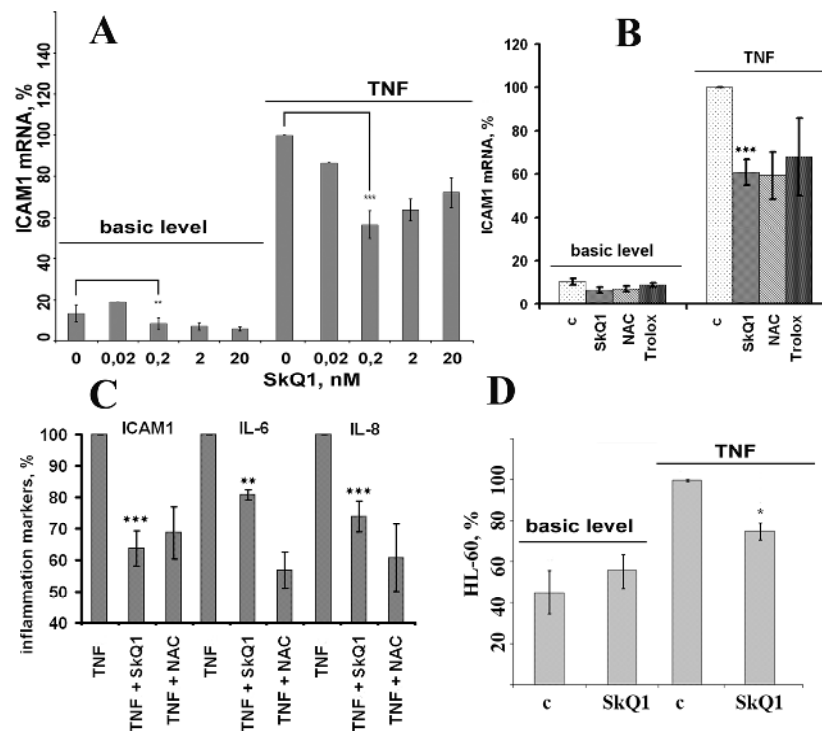 A
ICAM1 mRNA, %
140
120
100
80
60
40
20
0
TNF
***
basic level
**
0 0,02 0,2 2 20 0 0,02 0,2 2 20
SkQ1, nM
B
ICAM1 mRNA, %
120
100
80
60
40
20
0
TNF
***
basic level
c SkQ1 NAC Trolox c SkQ1 NAC Trolox
C
inflammation markers, %
100
90
80
70
60
50
40
ICAM1 IL-6 IL-8
*** ** ***
TNF TNF + SkQ1 TNF + NAC TNF TNF + SkQ1 TNF + NAC TNF TNF + SkQ1 TNF + NAC
D
HL-60, %
100
80
60
40
20
0
TNF
basic level
*
c SkQ1 c SkQ1